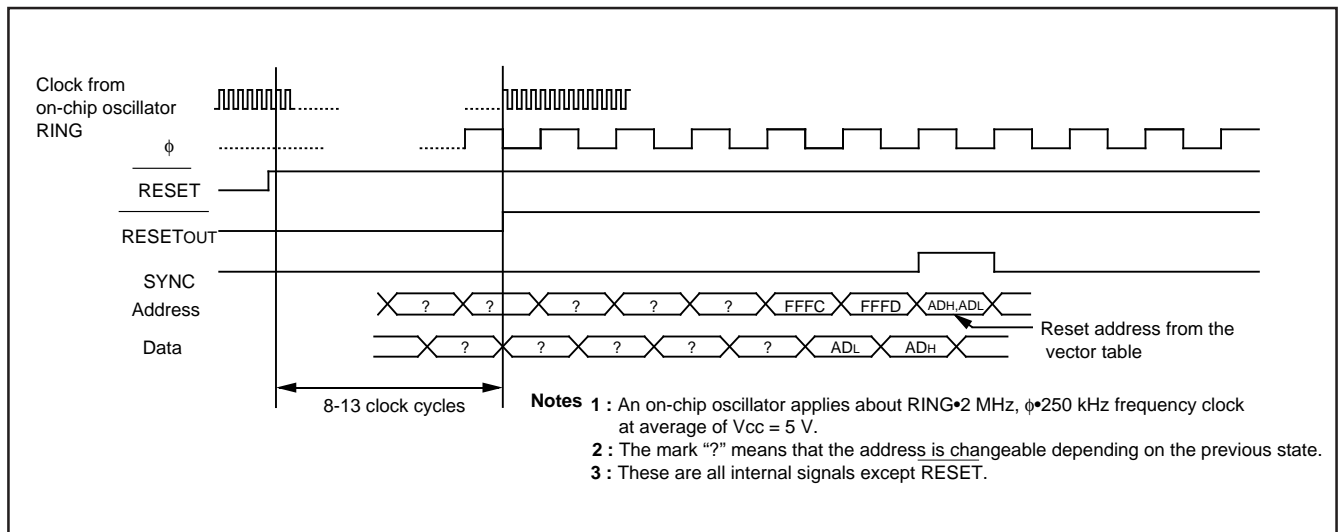 Clock from
on-chip oscillator
RING
ϕ
RESET
RESETOUT
SYNC
Address
? ? ? ? ? FFFC FFFD ADH,ADL
Reset address from the
vector table
Data
? ? ? ? ? ADL ADH
8-13 clock cycles
Notes 1 : An on-chip oscillator applies about RING•2 MHz, ϕ•250 kHz frequency clock
at average of Vcc = 5 V.
2 : The mark “?” means that the address is changeable depending on the previous state.
3 : These are all internal signals except RESET.